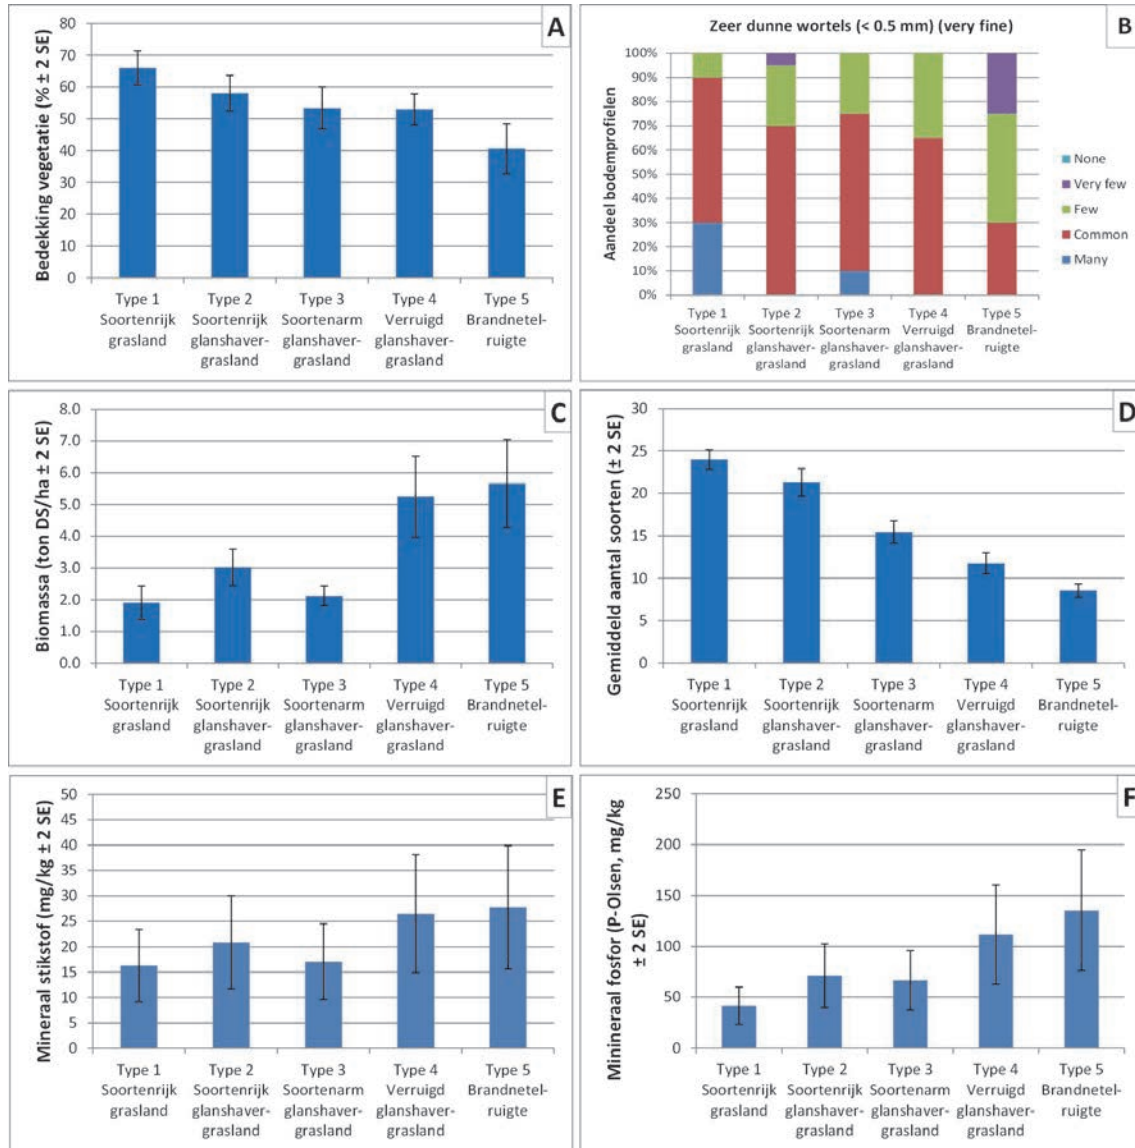 A
Bedekking vegetatie (% ± 2 SE)
80
70
60
50
40
30
20
10
0
Type 1 Type 2 Type 3 Type 4 Type 5
Soortenrijk Soortenrijk Soortenarm Verruigd Brandnetel-
grasland glanshaver- glanshaver- glanshaver- ruigte
grasland grasland grasland
B
Zeer dunne wortels (< 0.5 mm) (very fine)
Aandeel bodemprofielen
100%
90%
80%
70%
60%
50%
40%
30%
20%
10%
0%
None
Very few
Few
Common
Many
Type 1 Type 2 Type 3 Type 4 Type 5
Soortenrijk Soortenrijk Soortenarm Verruigd Brandnetel-
grasland glanshaver- glanshaver- glanshaver- ruigte
grasland grasland grasland
C
Biomassa (ton DS/ha ± 2 SE)
8.0
7.0
6.0
5.0
4.0
3.0
2.0
1.0
0.0
Type 1 Type 2 Type 3 Type 4 Type 5
Soortenrijk Soortenrijk Soortenarm Verruigd Brandnetel-
grasland glanshaver- glanshaver- glanshaver- ruigte
grasland grasland grasland
D
Gemiddeld aantal soorten (± 2 SE)
30
25
20
15
10
5
0
Type 1 Type 2 Type 3 Type 4 Type 5
Soortenrijk Soortenrijk Soortenarm Verruigd Brandnetel-
grasland glanshaver- glanshaver- glanshaver- ruigte
grasland grasland grasland
E
Mineraal stikstof (mg/kg ± 2 SE)
50
45
40
35
30
25
20
15
10
5
0
Type 1 Type 2 Type 3 Type 4 Type 5
Soortenrijk Soortenrijk Soortenarm Verruigd Brandnetel-
grasland glanshaver- glanshaver- glanshaver- ruigte
grasland grasland grasland
F
Minineraal fosfor (P-Olsen, mg/kg
± 2 SE)
250
200
150
100
50
0
Type 1 Type 2 Type 3 Type 4 Type 5
Soortenrijk Soortenrijk Soortenarm Verruigd Brandnetel-
grasland glanshaver- glanshaver- glanshaver- ruigte
grasland grasland grasland